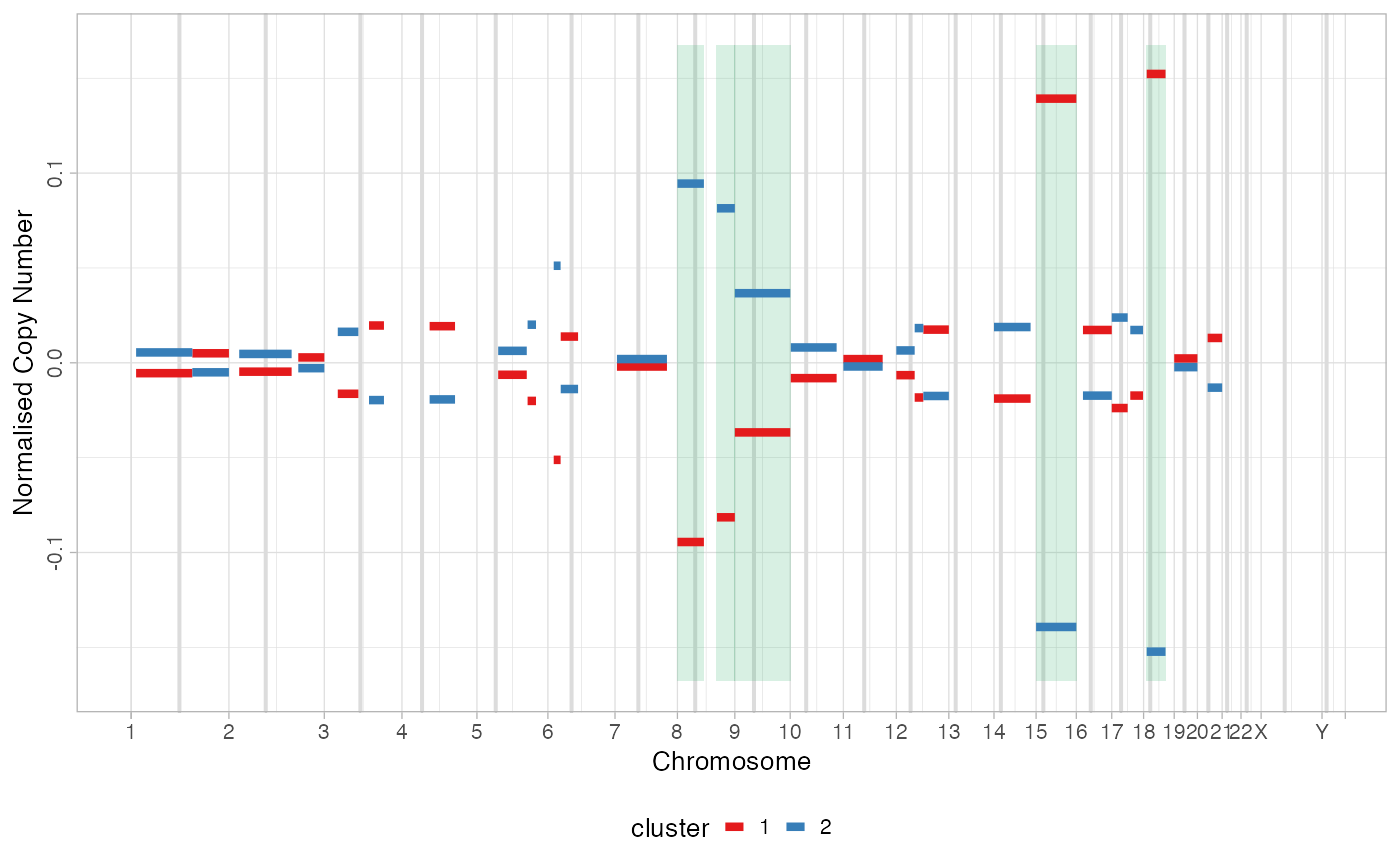 Normalised Copy Number
0.1
0.0
-0.1
1 2 3 4 5 6 7 8 9 10 11 12 13 14 15 16 17 18 19 20 21 22 X Y
Chromosome
cluster 1 2